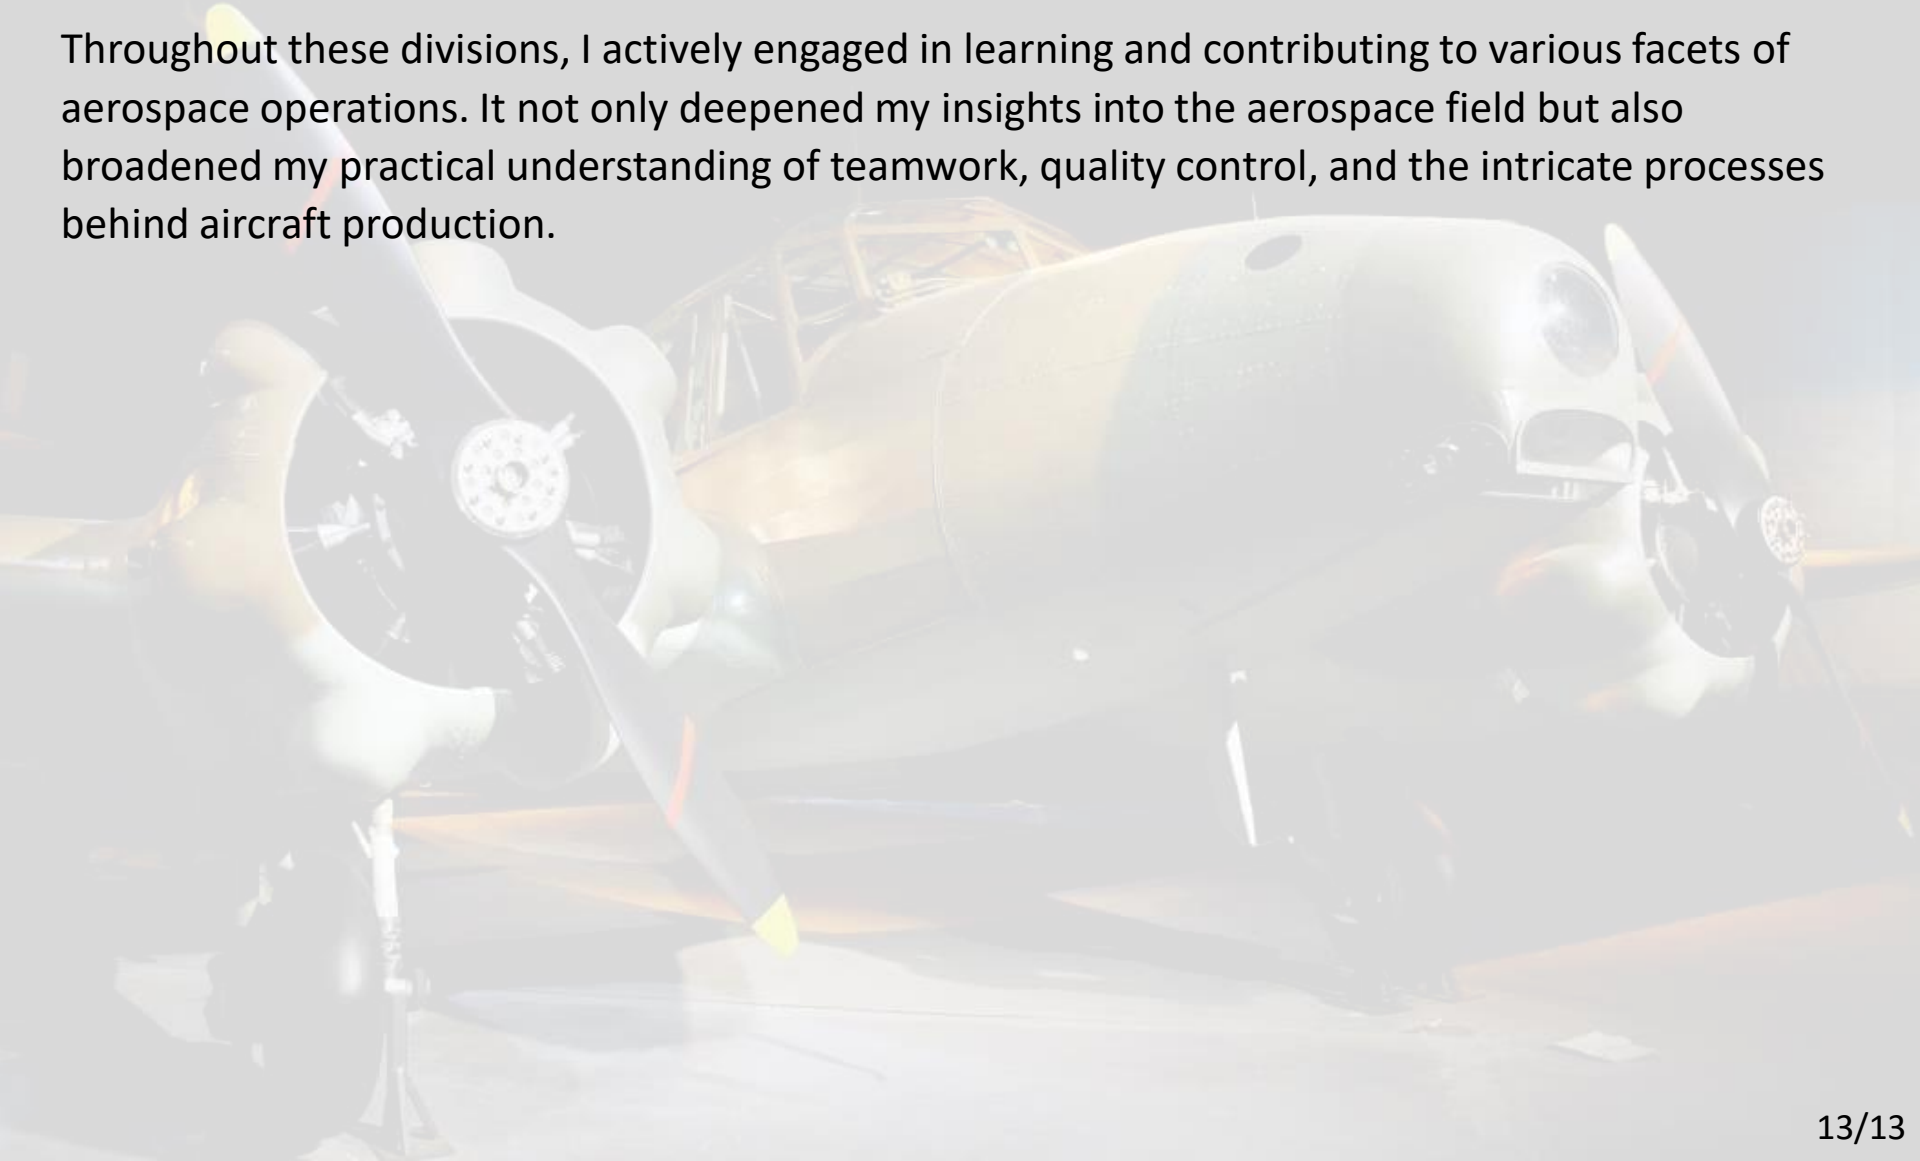 Throughout these divisions, I actively engaged in learning and contributing to various facets of
aerospace operations. It not only deepened my insights into the aerospace field but also
broadened my practical understanding of teamwork, quality control, and the intricate processes
behind aircraft production.
13/13